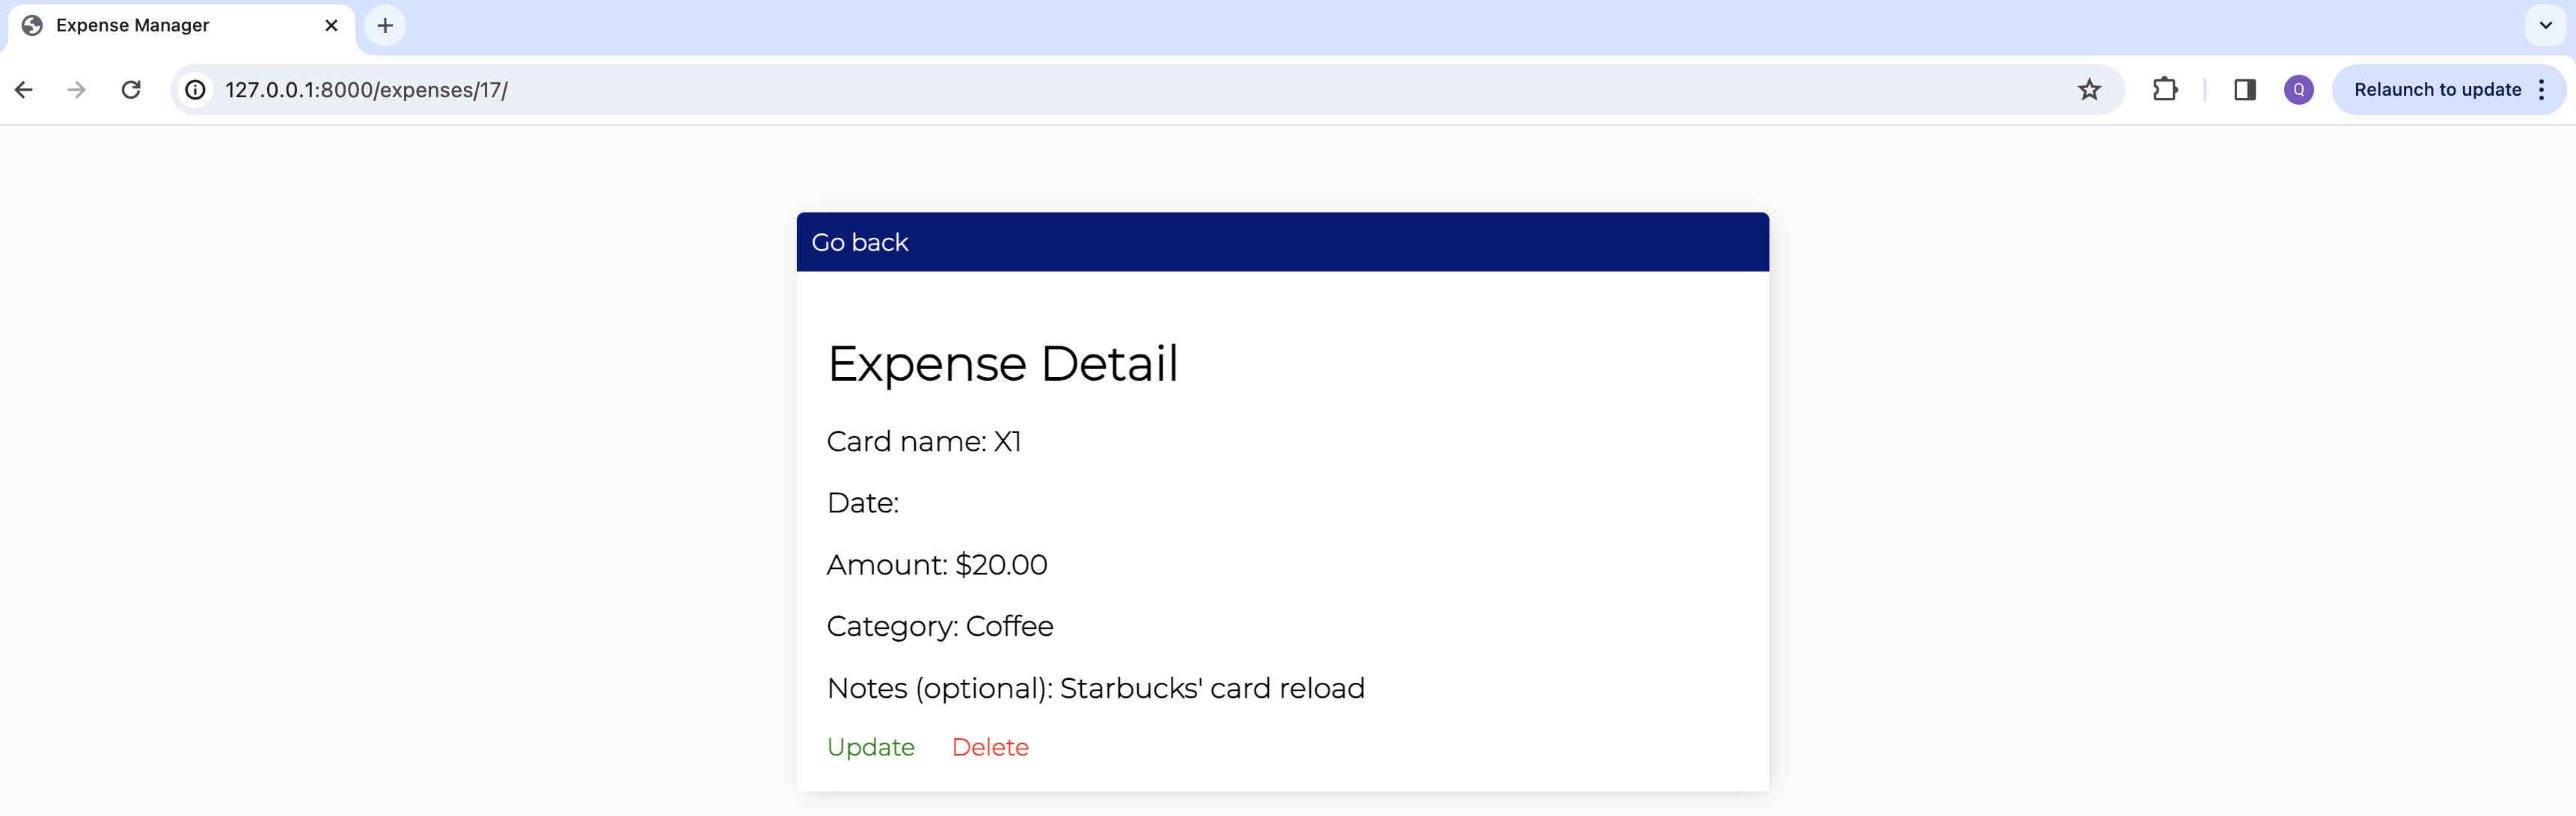 Expense Manager
127.0.0.1:8000/expenses/17/
Q
Relaunch to update
Go back
Expense Detail
Card name: X1
Date:
Amount: $20.00
Category: Coffee
Notes (optional): Starbucks' card reload
Update Delete